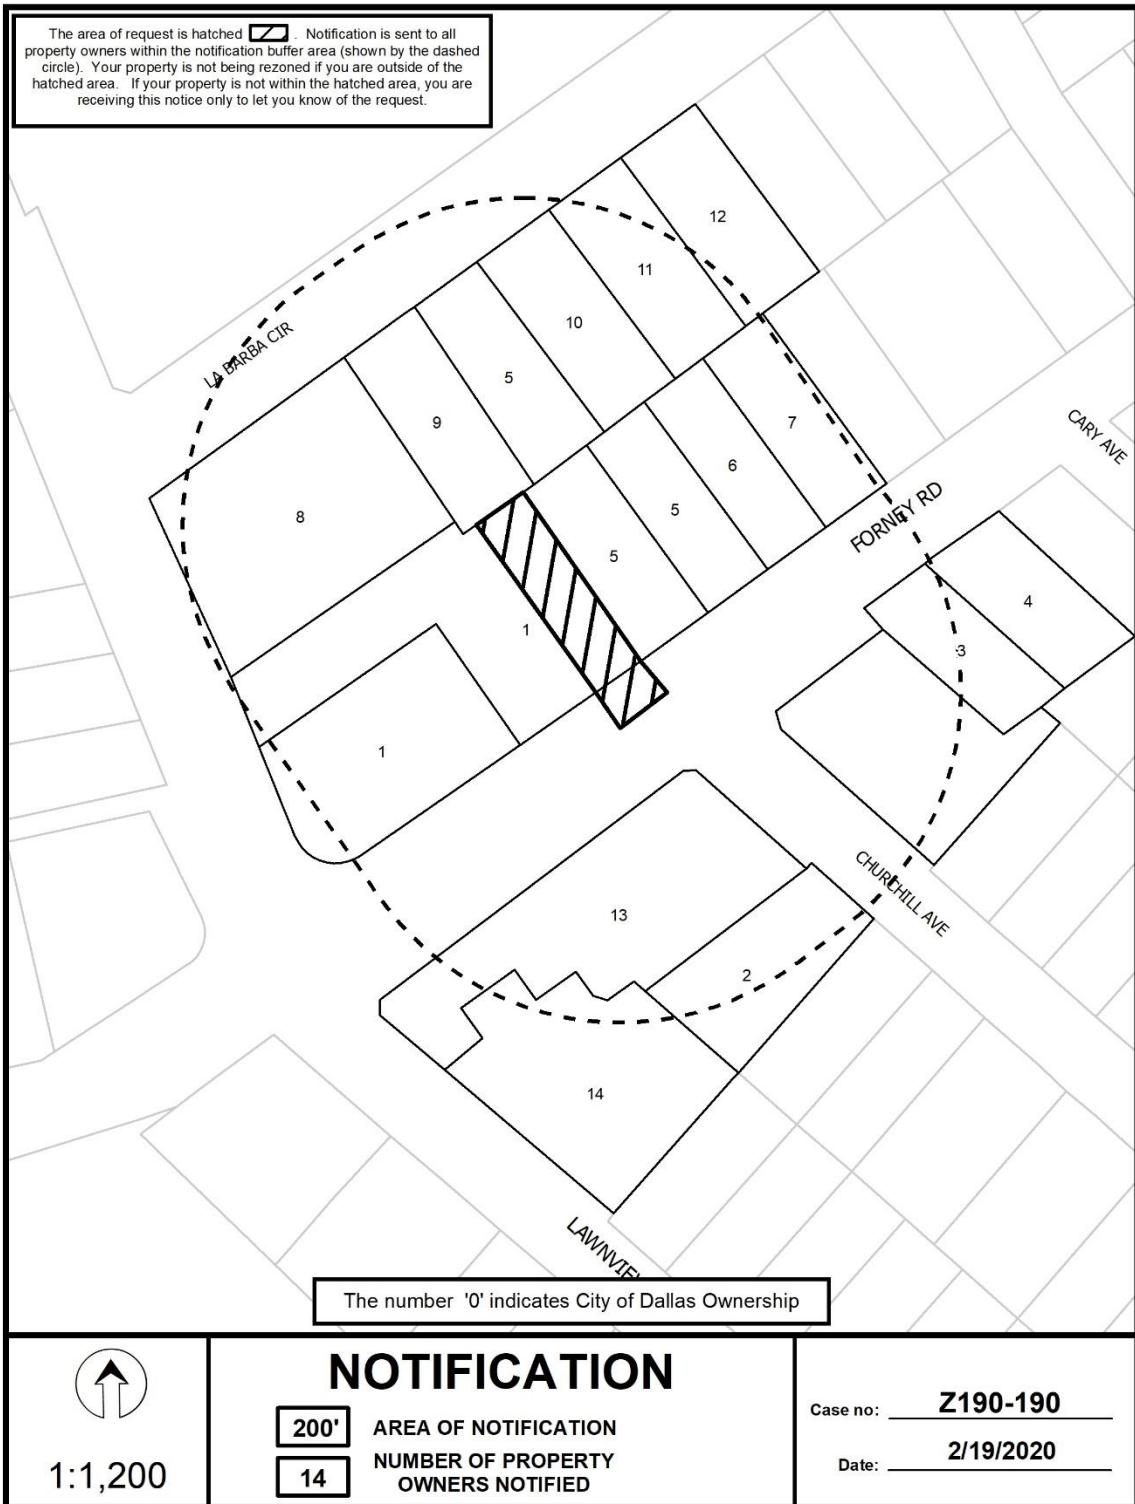 The area of request is hatched . Notification is sent to all
property owners within the notification buffer area (shown by the dashed
circle). Your property is not being rezoned if you are outside of the
hatched area. If your property is not within the hatched area, you are
receiving this notice only to let you know of the request.
12
11
10
LA BARBA CIR
5
9
7
CARY AVE
6
8
5
FORNEY RD
5
4
1
3
1
CHURCHILL AVE
13
2
14
LAWNVIE
The number '0' indicates City of Dallas Ownership
1:1,200
NOTIFICATION
200' AREA OF NOTIFICATION
14 NUMBER OF PROPERTY
OWNERS NOTIFIED
Case no: Z190-190
Date: 2/19/2020